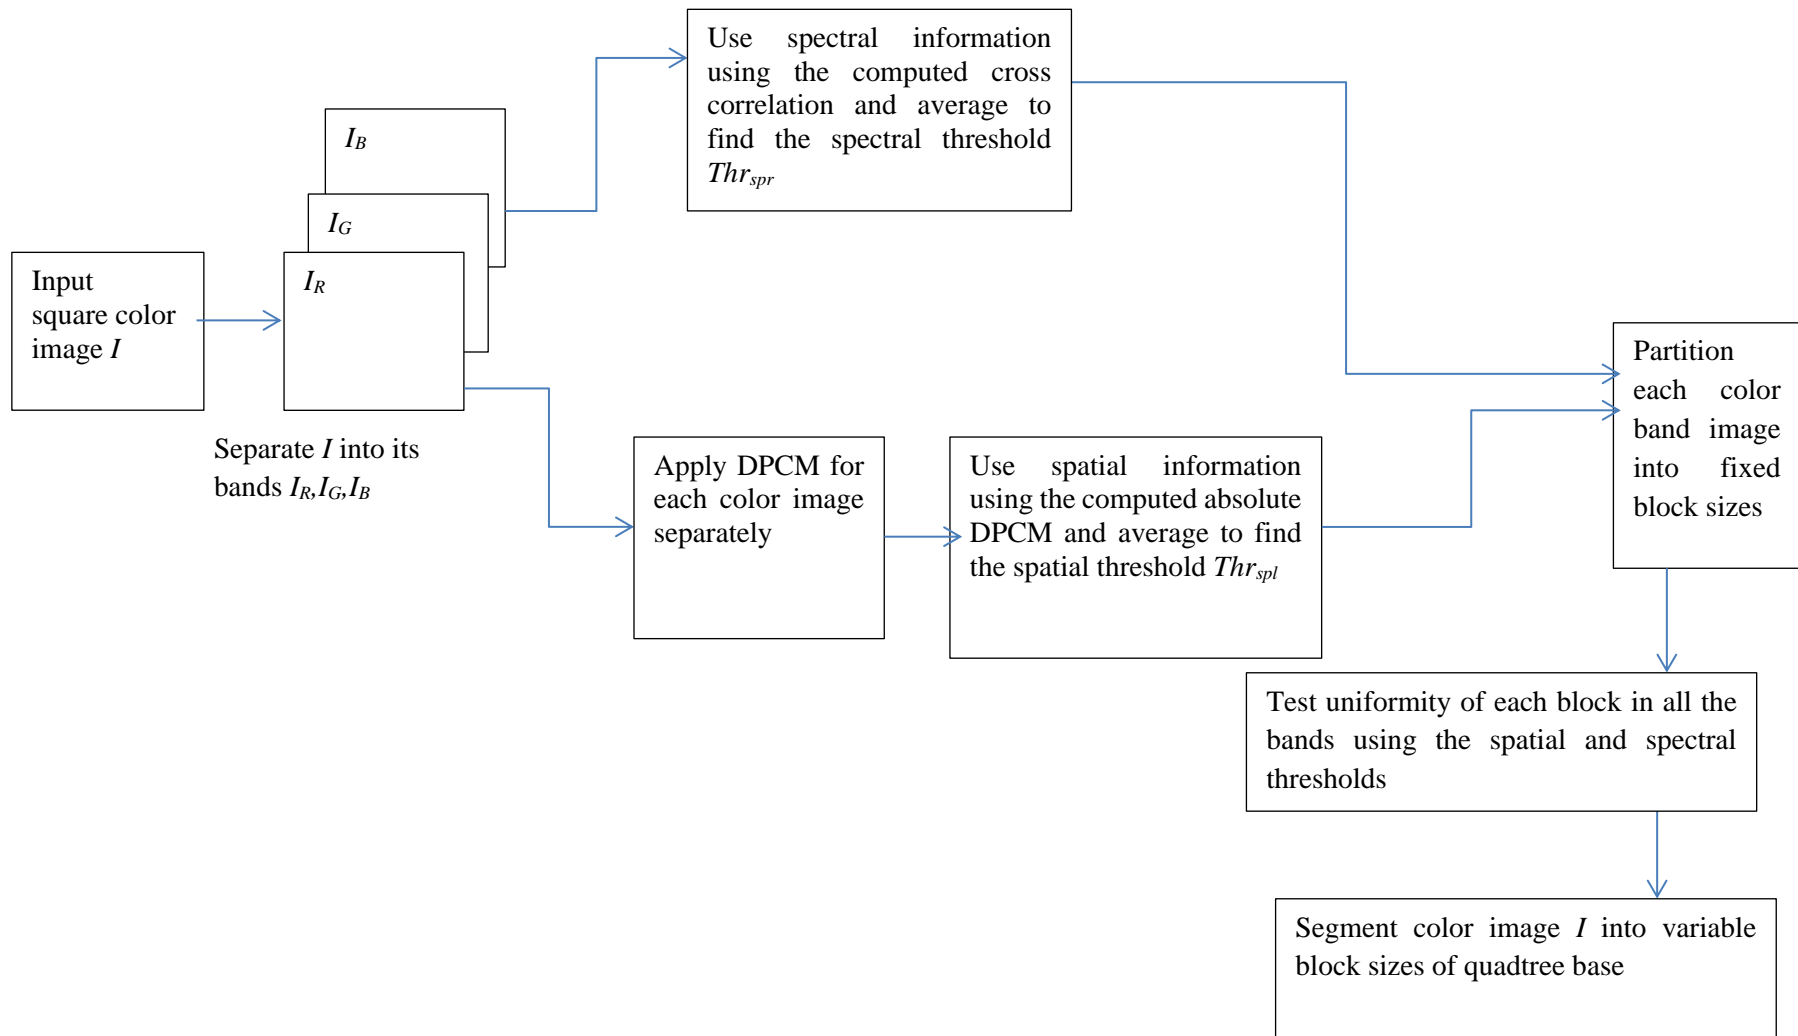 Use spectral information
using the computed cross
correlation and average to
find the spectral threshold
Thrspr
IB
IG
IR
Input
square color
image I
Separate I into its
bands IR,IG,IB
Apply DPCM for
each color image
separately
Use spatial information
using the computed absolute
DPCM and average to find
the spatial threshold Thrspl
Partition
each color
band image
into fixed
block sizes
Test uniformity of each block in all the
bands using the spatial and spectral
thresholds
Segment color image I into variable
block sizes of quadtree base